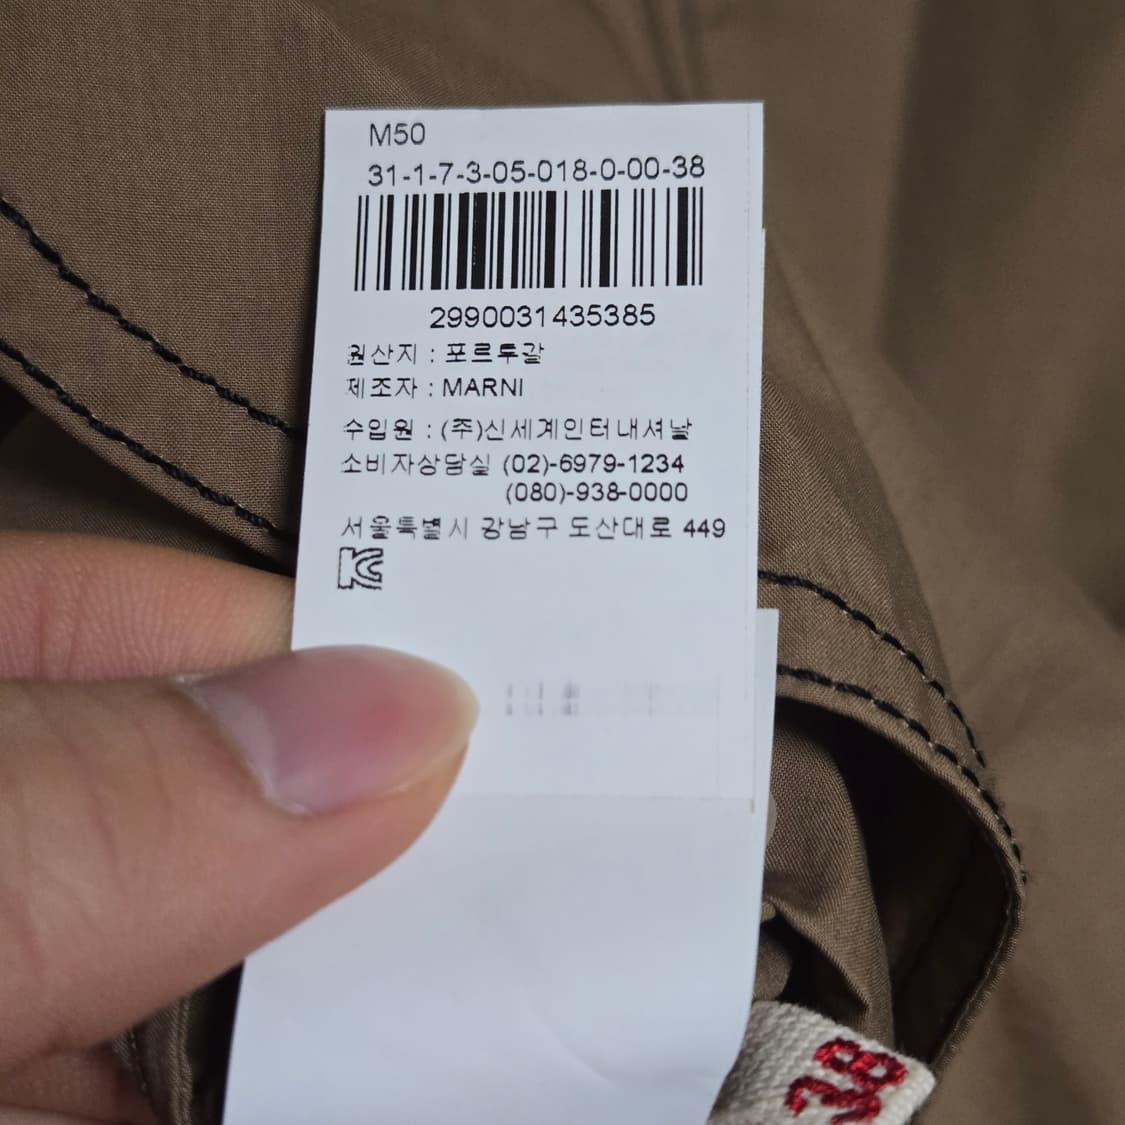 M50
31-1-7-3-05-018-0-00-38
2990031435385
원산지 : 포르투갈
제조자 : MARNI
수입원 : (주)신세계인터내셔날
소비자상담실 (02)-6979-1234
(080)-938-0000
서울특별시 강남구 도산대로 449
KC
38